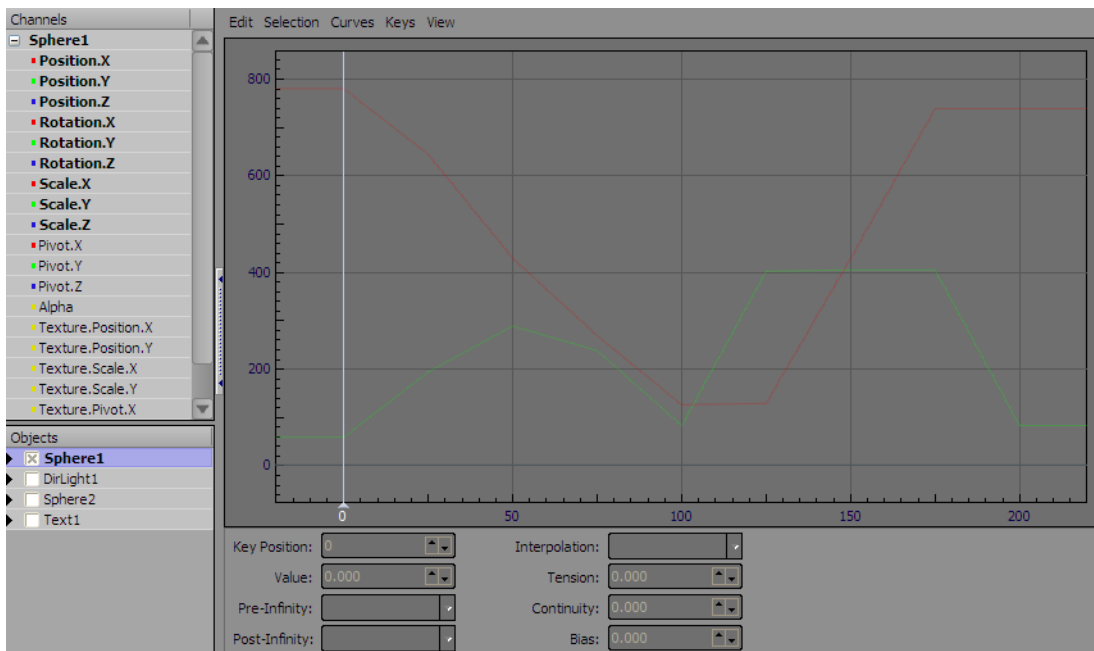 Channels
Sphere1
Position.X
Position.Y
Position.Z
Rotation.X
Rotation.Y
Rotation.Z
Scale.X
Scale.Y
Scale.Z
Pivot.X
Pivot.Y
Pivot.Z
Alpha
Texture.Position.X
Texture.Position.Y
Texture.Scale.X
Texture.Scale.Y
Texture.Pivot.X
Objects
Sphere1
DirLight1
Sphere2
Text1
Edit Selection Curves Keys View
800
600
400
200
0
0 50 100 150 200
Key Position: 0 Interpolation:
Value: 0.000 Tension: 0.000
Pre-Infinity: Continuity: 0.000
Post-Infinity: Bias: 0.000